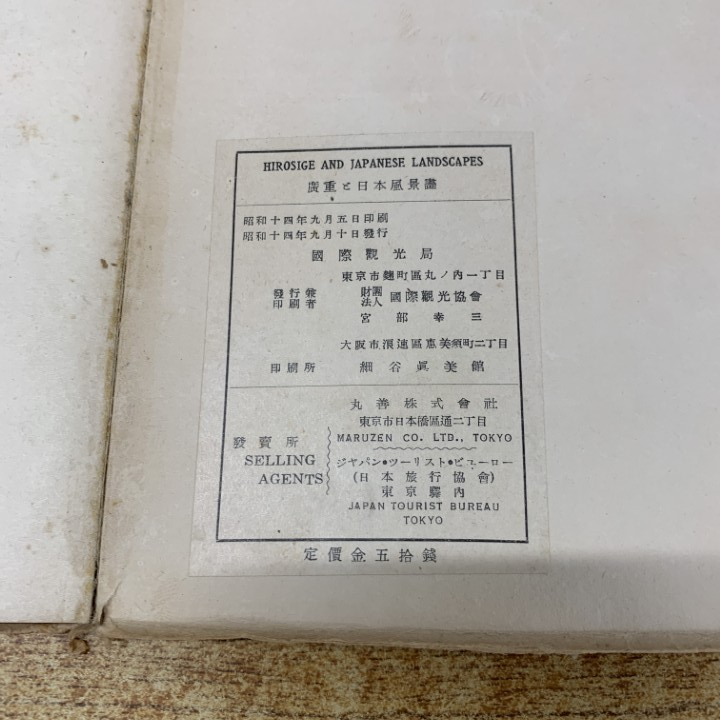 HIROSIGE AND JAPANESE LANDSCAPES
廣重と日本風景畫
昭和十四年九月五日印刷
昭和十四年九月十日發行
國際觀光局
東京市麴町區丸ノ內一丁目
發行兼印刷者 財團法人 國際觀光協會
宮部幸三
大阪市浪速區惠美須町二丁目
印刷所 細谷眞美館
丸善株式會社
東京市日本橋區通二丁目
MARUZEN CO. LTD., TOKYO
發賣所
SELLING AGENTS
ジヤパン・ツーリスト・ビューロー
(日本旅行協會)
東京驛內
JAPAN TOURIST BUREAU
TOKYO
定價金五拾錢